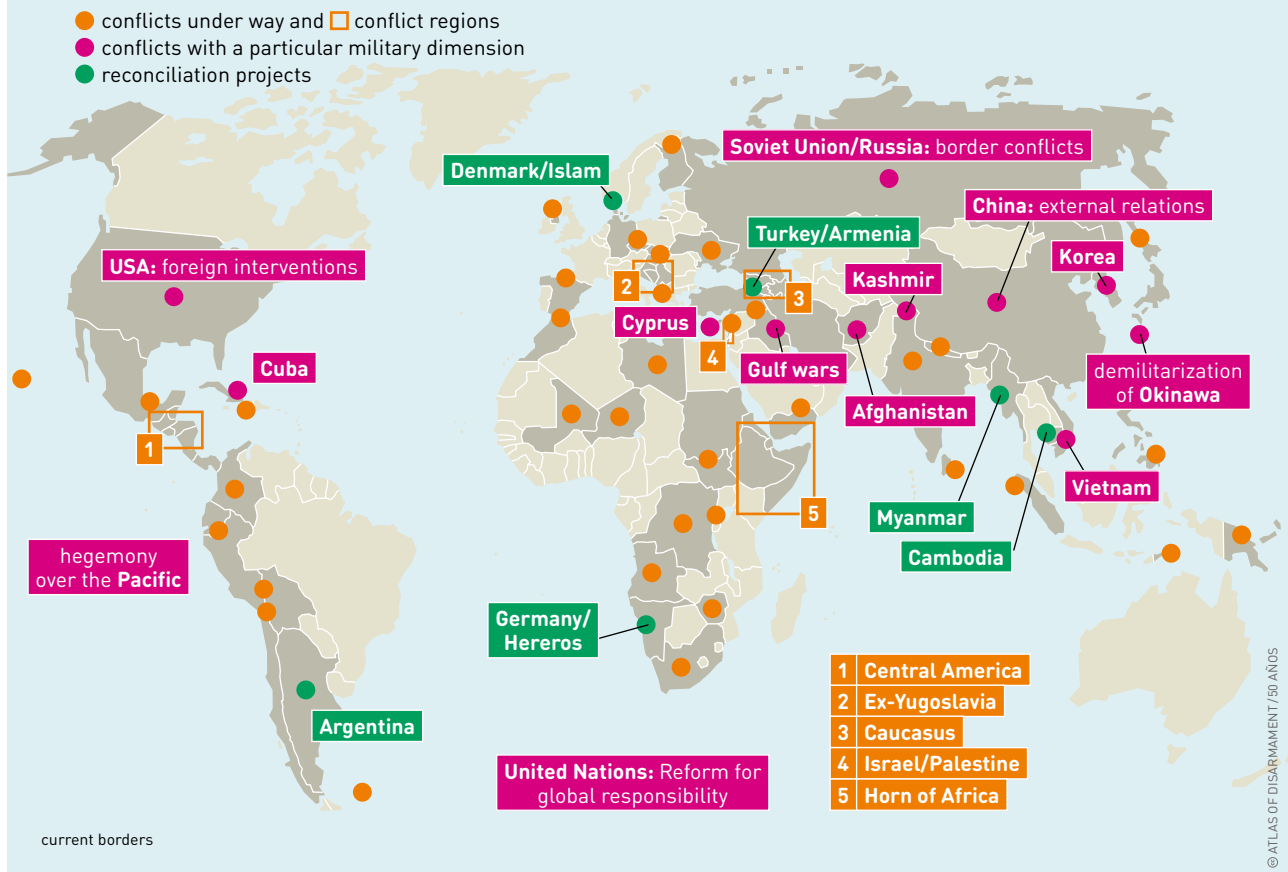 conflicts under way and conflict regions
conflicts with a particular military dimension
reconciliation projects
Denmark/Islam
Soviet Union/Russia: border conflicts
China: external relations
Turkey/Armenia
USA: foreign interventions
Kashmir
Korea
2
3
Cyprus
4
Gulf wars
Cuba
demilitarization
of Okinawa
Afghanistan
1
Vietnam
5
Myanmar
Cambodia
hegemony
over the Pacific
Germany/
Hereros
Argentina
1 Central America
2 Ex-Yugoslavia
3 Caucasus
4 Israel/Palestine
5 Horn of Africa
United Nations: Reform for
global responsibility
current borders
© ATLAS OF DISARMAMENT / 50 AÑOS